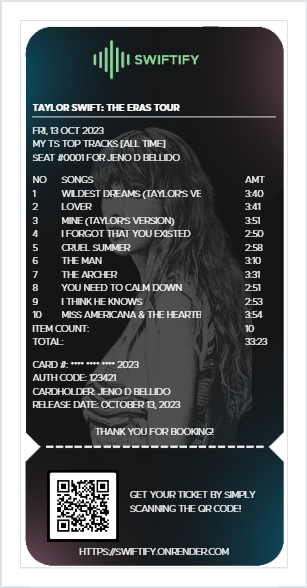 SWIFTIFY
TAYLOR SWIFT: THE ERAS TOUR
FRI, 13 OCT 2023
MY TS TOP TRACKS [ALL TIME]
SEAT #0001 FOR JENO D BELLIDO
NO SONGS AMT
1 WILDEST DREAMS (TAYLOR'S VE 3:40
2 LOVER 3:41
3 MINE (TAYLOR'S VERSION) 3:51
4 I FORGOT THAT YOU EXISTED 2:50
5 CRUEL SUMMER 2:58
6 THE MAN 3:10
7 THE ARCHER 3:31
8 YOU NEED TO CALM DOWN 2:51
9 I THINK HE KNOWS 2:53
10 MISS AMERICANA & THE HEARTB 3:54
ITEM COUNT: 10
TOTAL: 33:23
CARD #: **** **** **** 2023
AUTH CODE: 123421
CARDHOLDER: JENO D BELLIDO
RELEASE DATE: OCTOBER 13, 2023
THANK YOU FOR BOOKING!
GET YOUR TICKET BY SIMPLY
SCANNING THE QR CODE!
HTTPS://SWIFTIFY.ONRENDER.COM